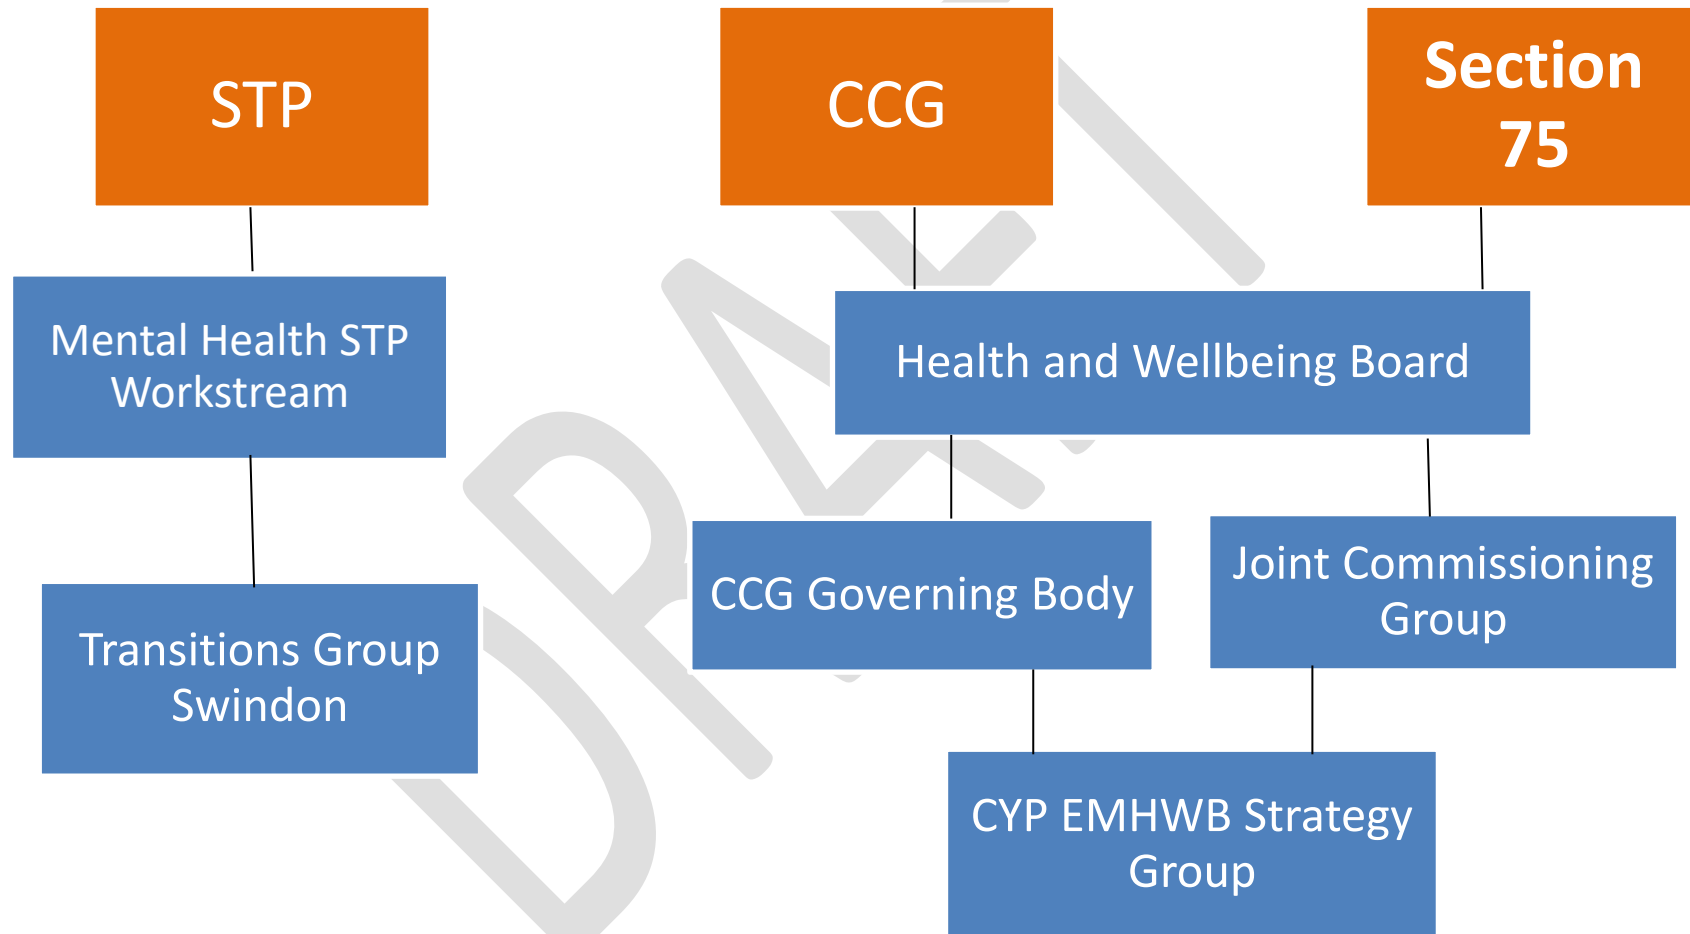 STP
CCG
Section
75
Mental Health STP
Workstream
Health and Wellbeing Board
CCG Governing Body
Joint Commissioning
Group
Transitions Group
Swindon
CYP EMHWB Strategy
Group
DRAFT